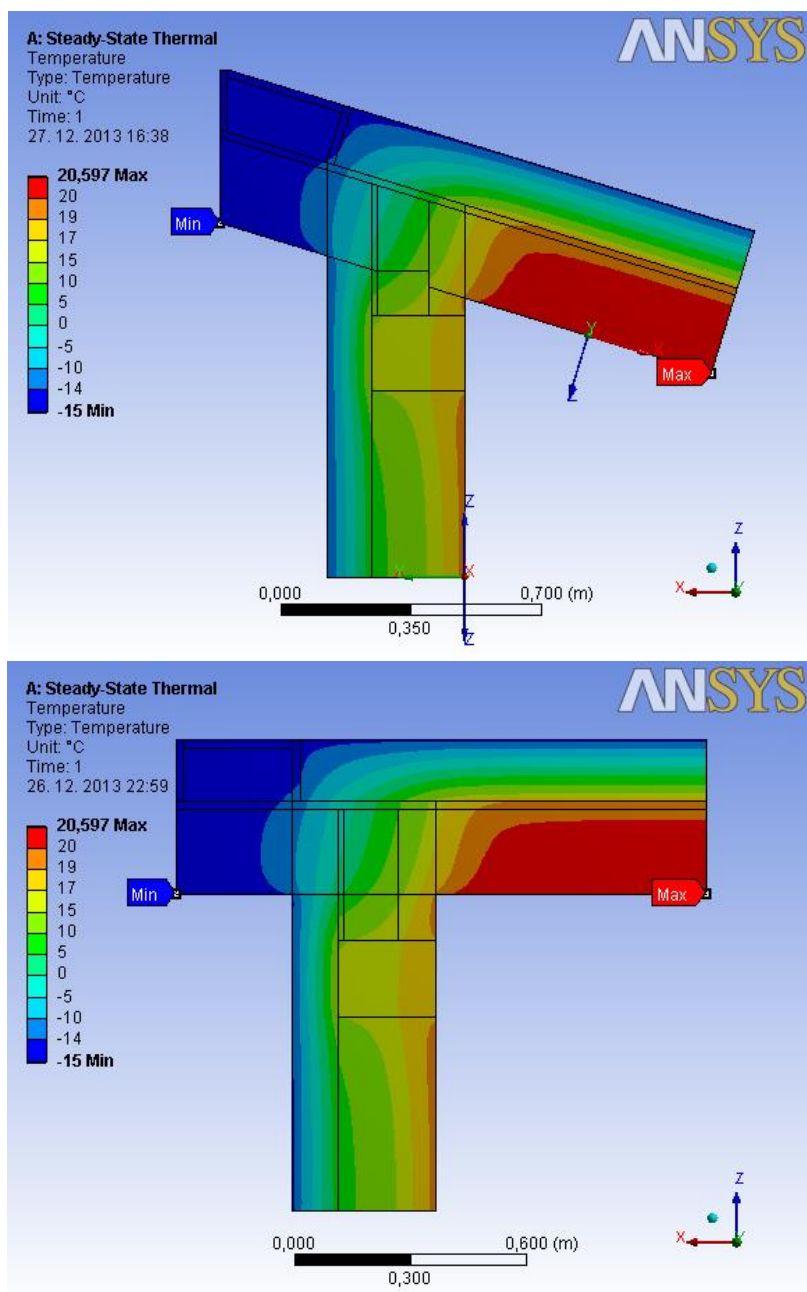 A: Steady-State Thermal
Temperature
Type: Temperature
Unit: °C
Time: 1
27. 12. 2013 16:38
ANSYS
20,597 Max
20
19
17
15
10
5
0
-5
-10
-14
-15 Min
Min
Max
Y
X
Z
Z
X
X
Z
0,000
0,700 (m)
0,350
Z
X
Y
A: Steady-State Thermal
Temperature
Type: Temperature
Unit: °C
Time: 1
26. 12. 2013 22:59
ANSYS
20,597 Max
20
19
17
15
10
5
0
-5
-10
-14
-15 Min
Min
Max
0,000
0,600 (m)
0,300
Z
X
Y